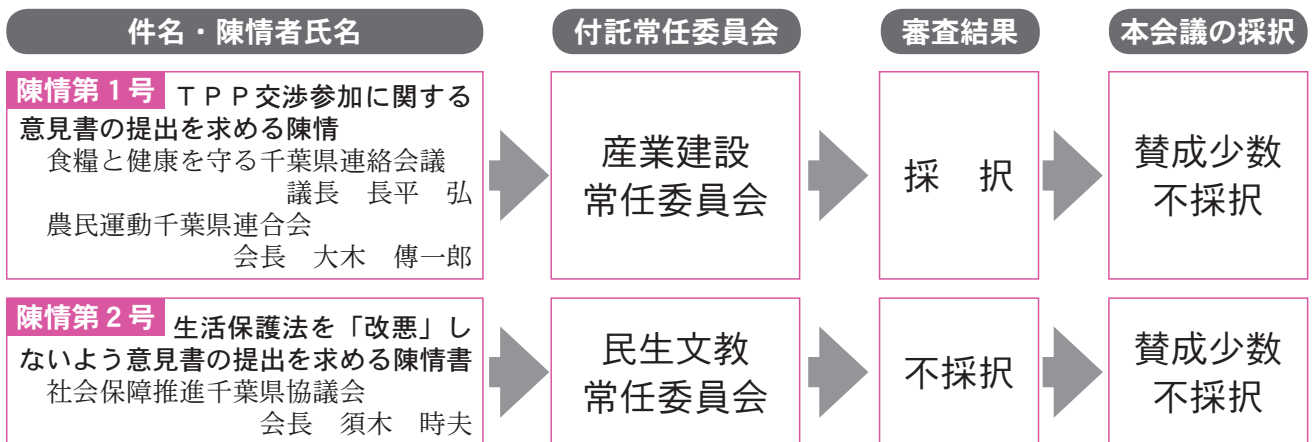 件名・陳情者氏名
付託常任委員会
審査結果
本会議の採択
陳情第1号 TPP交渉参加に関する
意見書の提出を求める陳情
食糧と健康を守る千葉県連絡会議
議長 長平 弘
農民運動千葉県連合会
会長 大木 傳一郎
産業建設
常任委員会
採 択
賛成少数
不採択
陳情第2号 生活保護法を「改悪」し
ないよう意見書の提出を求める陳情書
社会保障推進千葉県協議会
会長 須木 時夫
民生文教
常任委員会
不採択
賛成少数
不採択